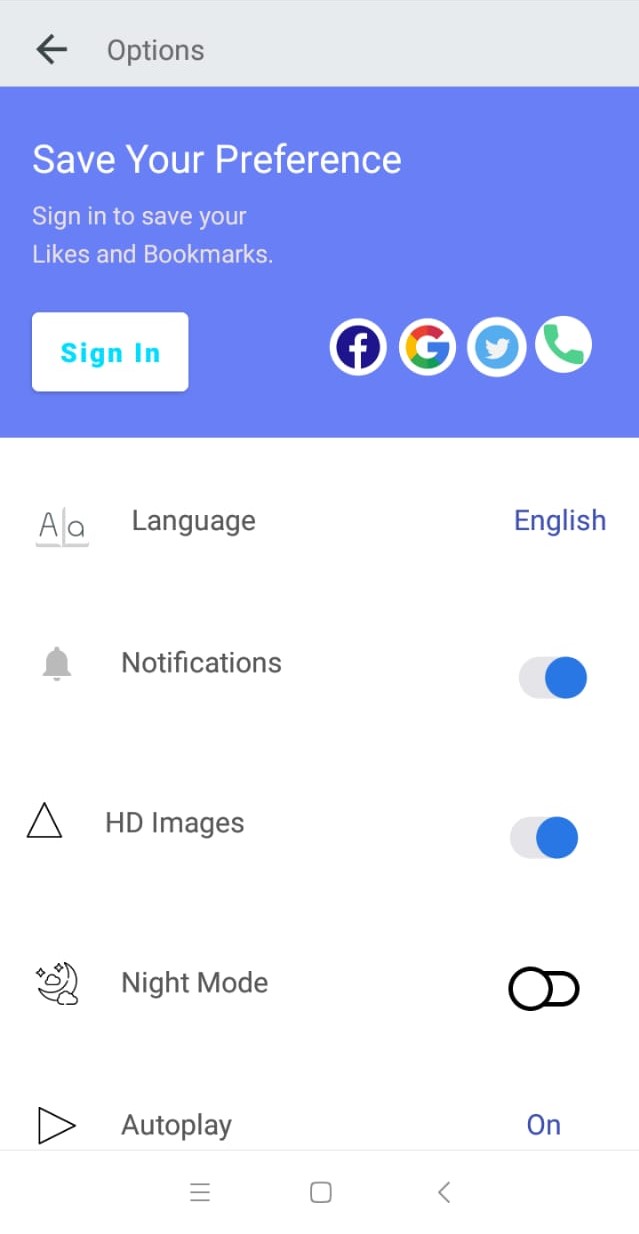 Options
Save Your Preference
Sign in to save your
Likes and Bookmarks.
Sign In
A|a Language English
Notifications
HD Images
Night Mode
Autoplay On